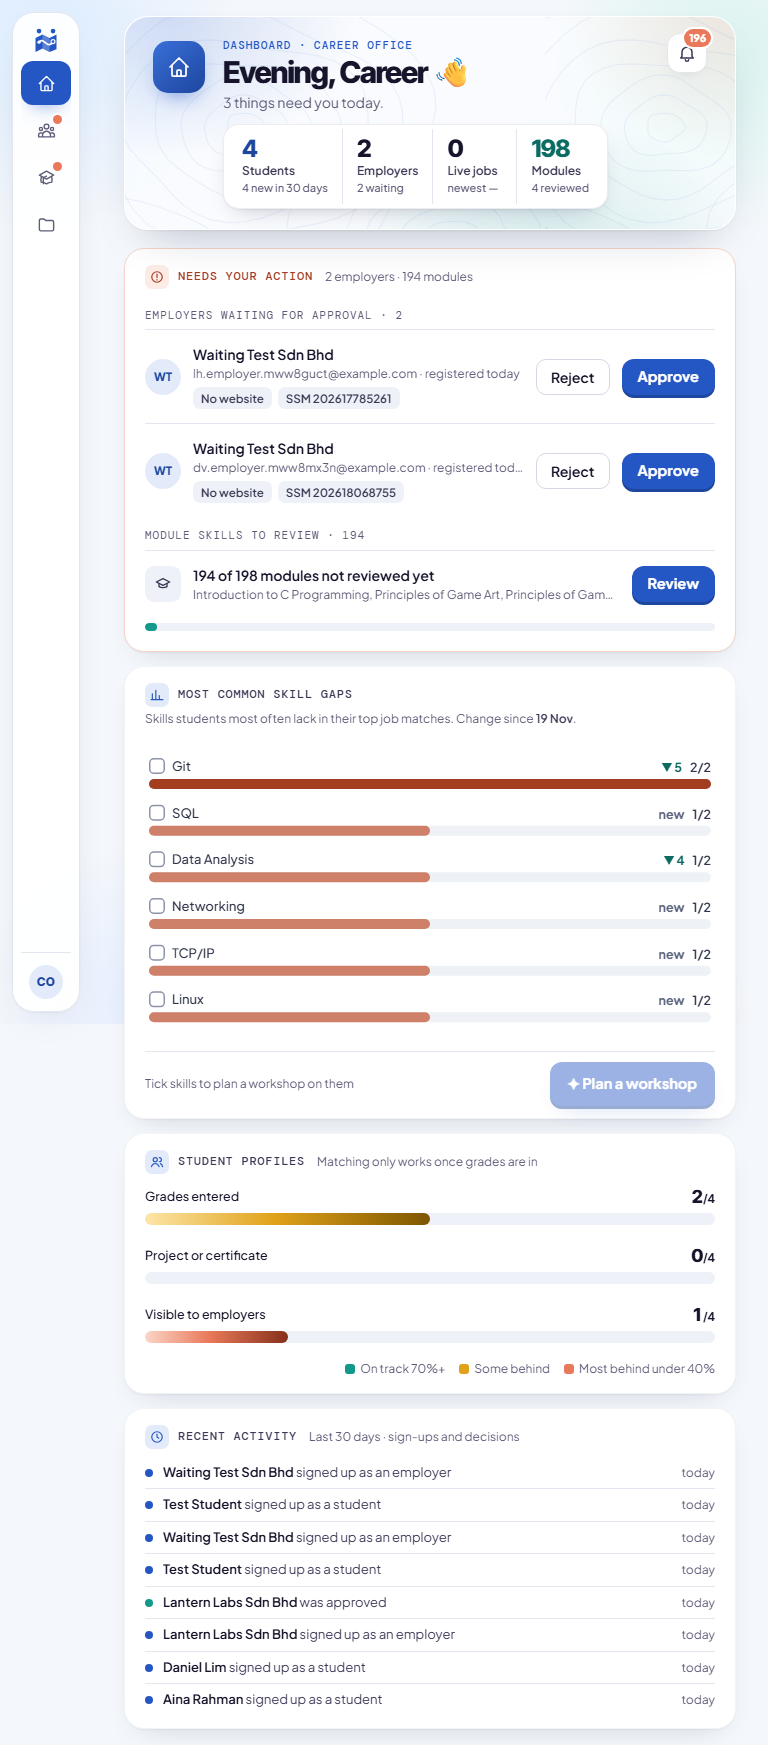 196
DASHBOARD · CAREER OFFICE
Evening, Career 👋
3 things need you today.
4 2 0 198
Students Employers Live jobs Modules
4 new in 30 days 2 waiting newest — 4 reviewed
NEEDS YOUR ACTION 2 employers · 194 modules
EMPLOYERS WAITING FOR APPROVAL · 2
WT
Waiting Test Sdn Bhd
lh.employer.mww8guct@example.com · registered today
No website SSM 202617785261
Reject Approve
WT
Waiting Test Sdn Bhd
dv.employer.mww8mx3n@example.com · registered tod…
No website SSM 202618068755
Reject Approve
MODULE SKILLS TO REVIEW · 194
194 of 198 modules not reviewed yet
Introduction to C Programming, Principles of Game Art, Principles of Gam…
Review
MOST COMMON SKILL GAPS
Skills students most often lack in their top job matches. Change since 19 Nov.
Git ▼5 2/2
SQL new 1/2
Data Analysis ▼4 1/2
Networking new 1/2
TCP/IP new 1/2
Linux new 1/2
CO
Tick skills to plan a workshop on them ✦ Plan a workshop
STUDENT PROFILES Matching only works once grades are in
Grades entered 2/4
Project or certificate 0/4
Visible to employers 1/4
On track 70%+ Some behind Most behind under 40%
RECENT ACTIVITY Last 30 days · sign-ups and decisions
Waiting Test Sdn Bhd signed up as an employer today
Test Student signed up as a student today
Waiting Test Sdn Bhd signed up as an employer today
Test Student signed up as a student today
Lantern Labs Sdn Bhd was approved today
Lantern Labs Sdn Bhd signed up as an employer today
Daniel Lim signed up as a student today
Aina Rahman signed up as a student today